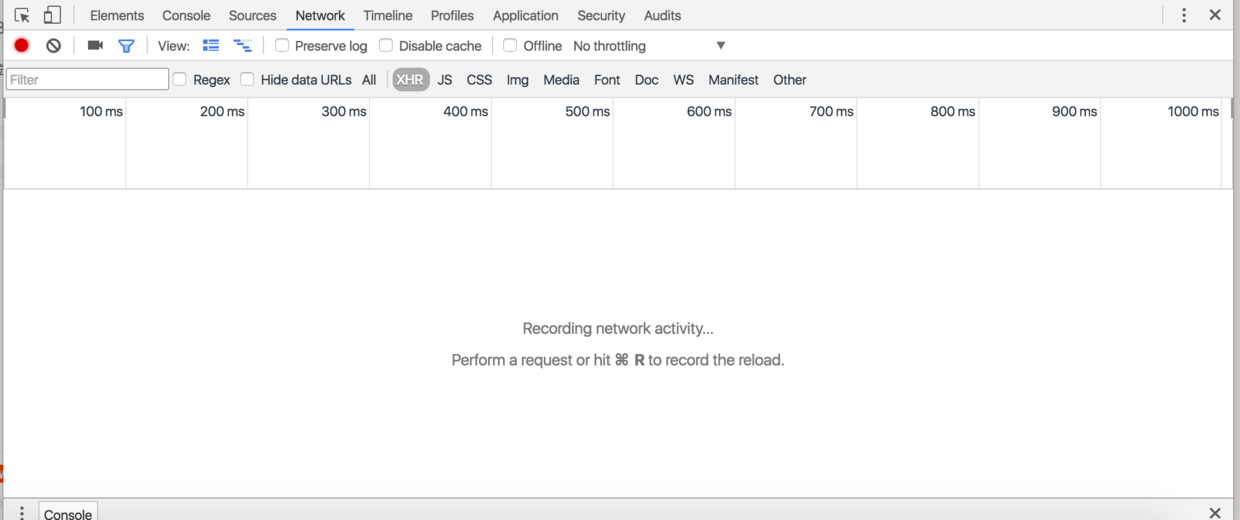 Elements Console Sources Network Timeline Profiles Application Security Audits
View: Preserve log Disable cache Offline No throttling
Filter Regex Hide data URLs All XHR JS CSS Img Media Font Doc WS Manifest Other
100 ms 200 ms 300 ms 400 ms 500 ms 600 ms 700 ms 800 ms 900 ms 1000 ms
Recording network activity...
Perform a request or hit ⌘ R to record the reload.
Console